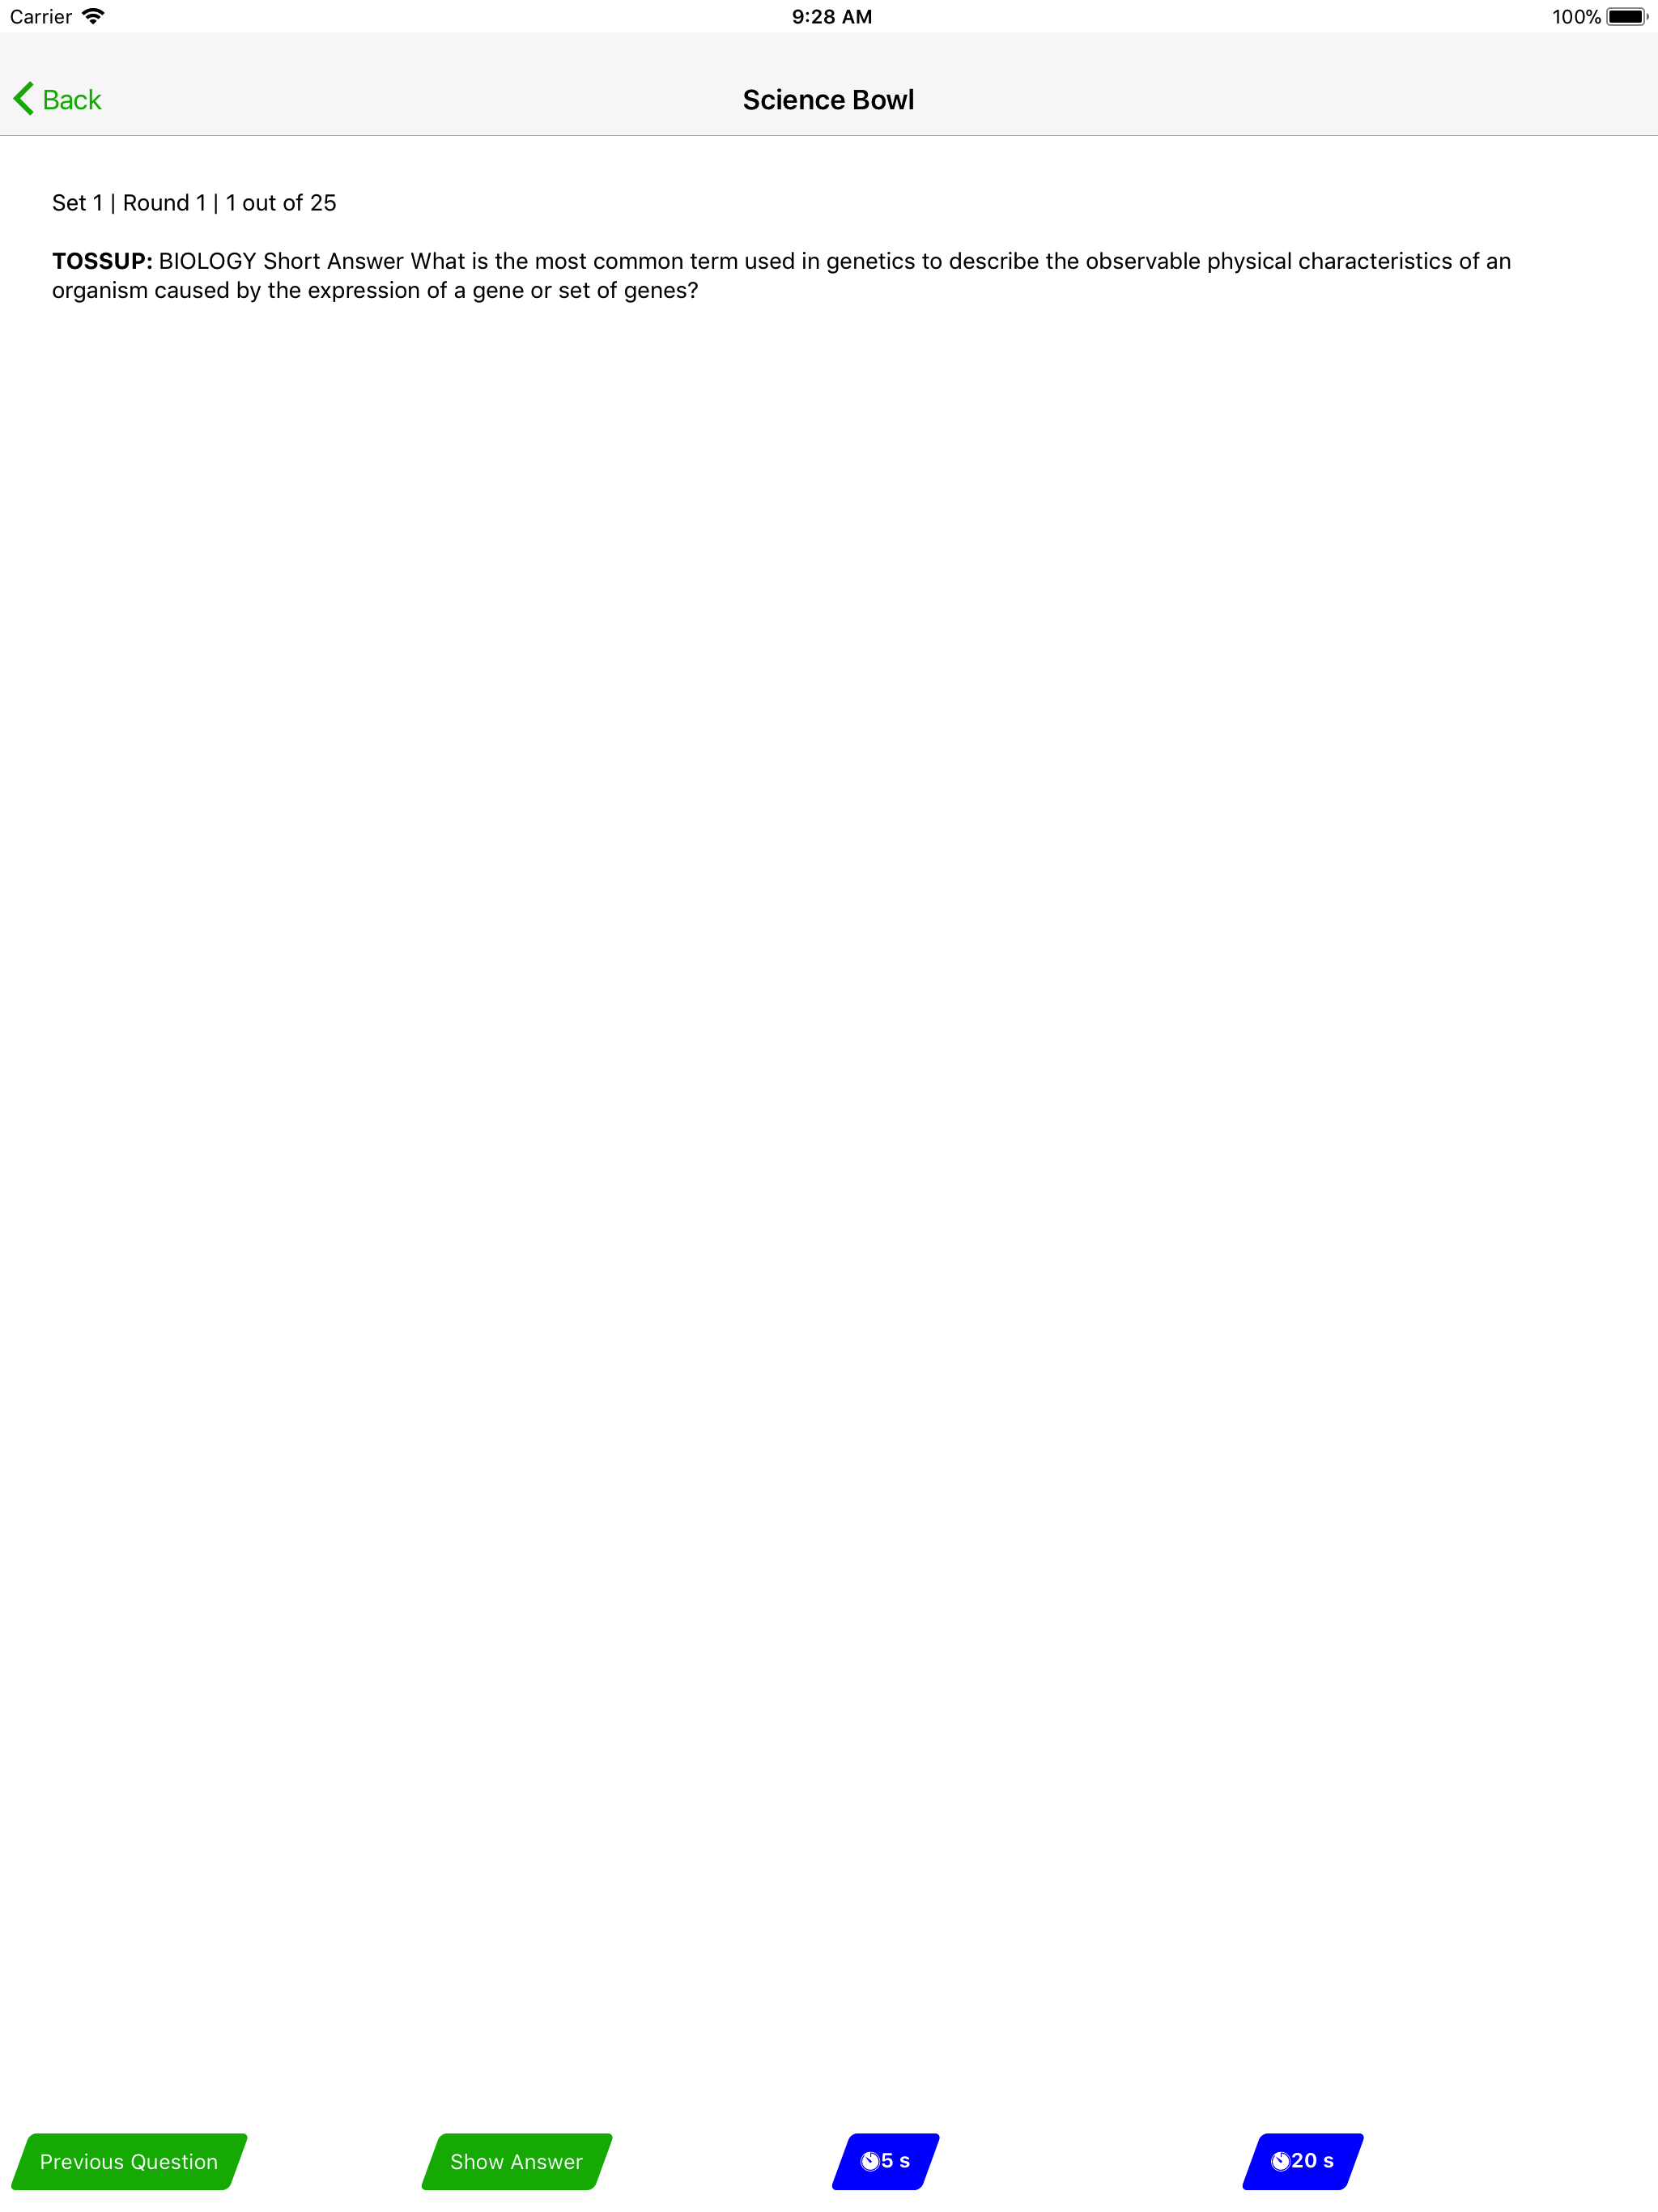 Carrier 9:28 AM 100%
Back Science Bowl
Set 1 | Round 1 | 1 out of 25
TOSSUP: BIOLOGY Short Answer What is the most common term used in genetics to describe the observable physical characteristics of an
organism caused by the expression of a gene or set of genes?
Previous Question Show Answer 5 s 20 s